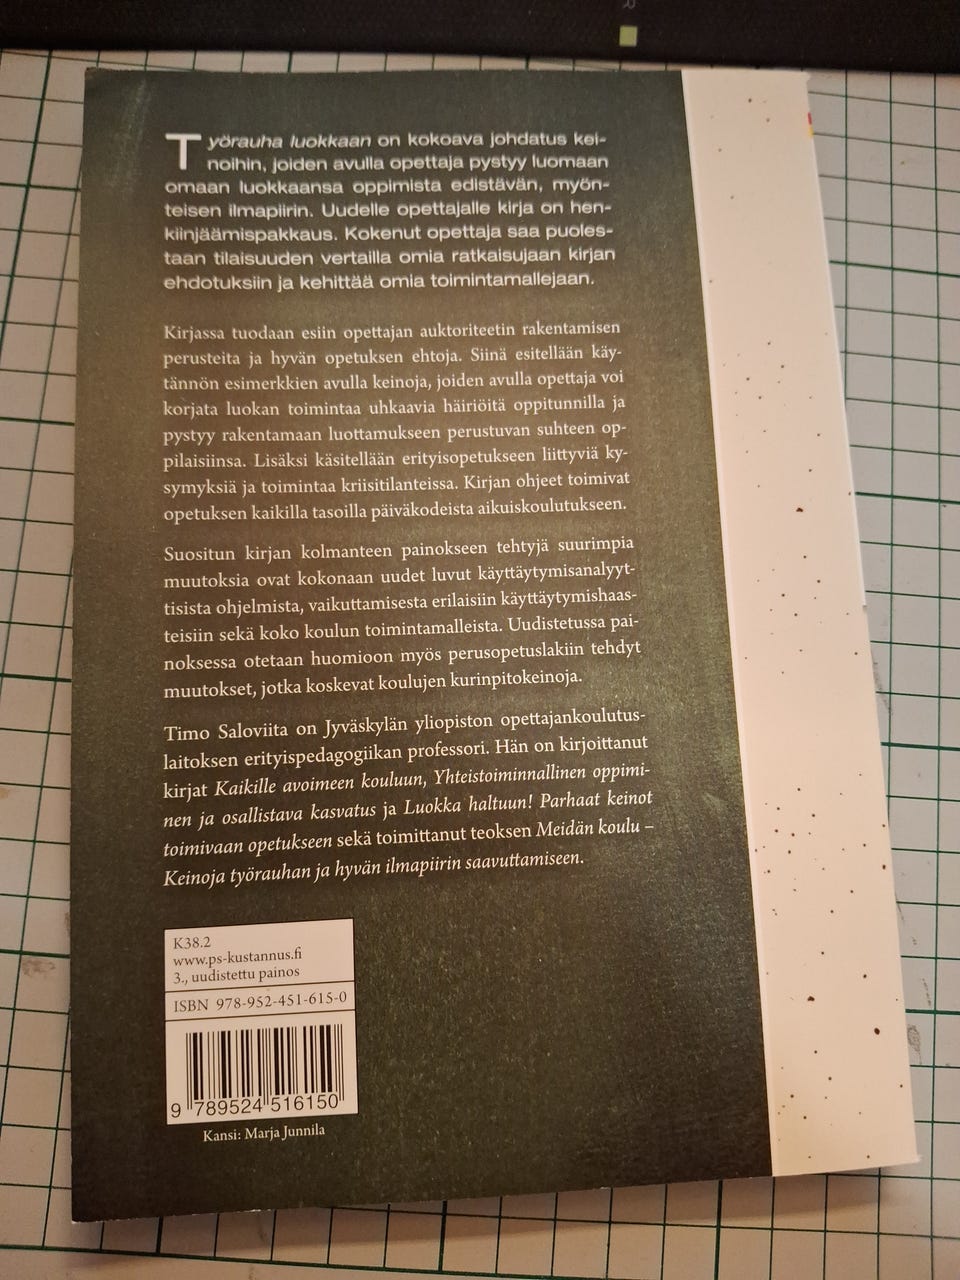 Työrauha luokkaan on kokoava johdatus kei-
noihin, joiden avulla opettaja pystyy luomaan
omaan luokkaansa oppimista edistävän, myön-
teisen ilmapiirin. Uudelle opettajalle kirja on hen-
kiinjäämispakkaus. Kokenut opettaja saa puoles-
taan tilaisuuden vertailla omia ratkaisujaan kirjan
ehdotuksiin ja kehittää omia toimintamallejaan.
Kirjassa tuodaan esiin opettajan auktoriteetin rakentamisen
perusteita ja hyvän opetuksen ehtoja. Siinä esitellään käy-
tännön esimerkkien avulla keinoja, joiden avulla opettaja voi
korjata luokan toimintaa uhkaavia häiriöitä oppitunnilla ja
pystyy rakentamaan luottamukseen perustuvan suhteen op-
pilaisiinsa. Lisäksi käsitellään erityisopetukseen liittyviä ky-
symyksiä ja toimintaa kriisitilanteissa. Kirjan ohjeet toimivat
opetuksen kaikilla tasoilla päiväkodeista aikuiskoulutukseen.
Suositun kirjan kolmanteen painokseen tehtyjä suurimpia
muutoksia ovat kokonaan uudet luvut käyttäytymisanalyyt-
tisista ohjelmista, vaikuttamisesta erilaisiin käyttäytymishaas-
teisiin sekä koko koulun toimintamalleista. Uudistetussa pai-
noksessa otetaan huomioon myös perusopetuslakiin tehdyt
muutokset, jotka koskevat koulujen kurinpitokeinoja.
Timo Saloviita on Jyväskylän yliopiston opettajankoulutus-
laitoksen erityispedagogiikan professori. Hän on kirjoittanut
kirjat Kaikille avoimeen kouluun, Yhteistoiminnallinen oppimi-
nen ja osallistava kasvatus ja Luokka haltuun! Parhaat keinot
toimivaan opetukseen sekä toimittanut teoksen Meidän koulu –
Keinoja työrauhan ja hyvän ilmapiirin saavuttamiseen.
K38.2
www.ps-kustannus.fi
3., uudistettu painos
ISBN 978-952-451-615-0
9 789524 516150
Kansi: Marja Junnila